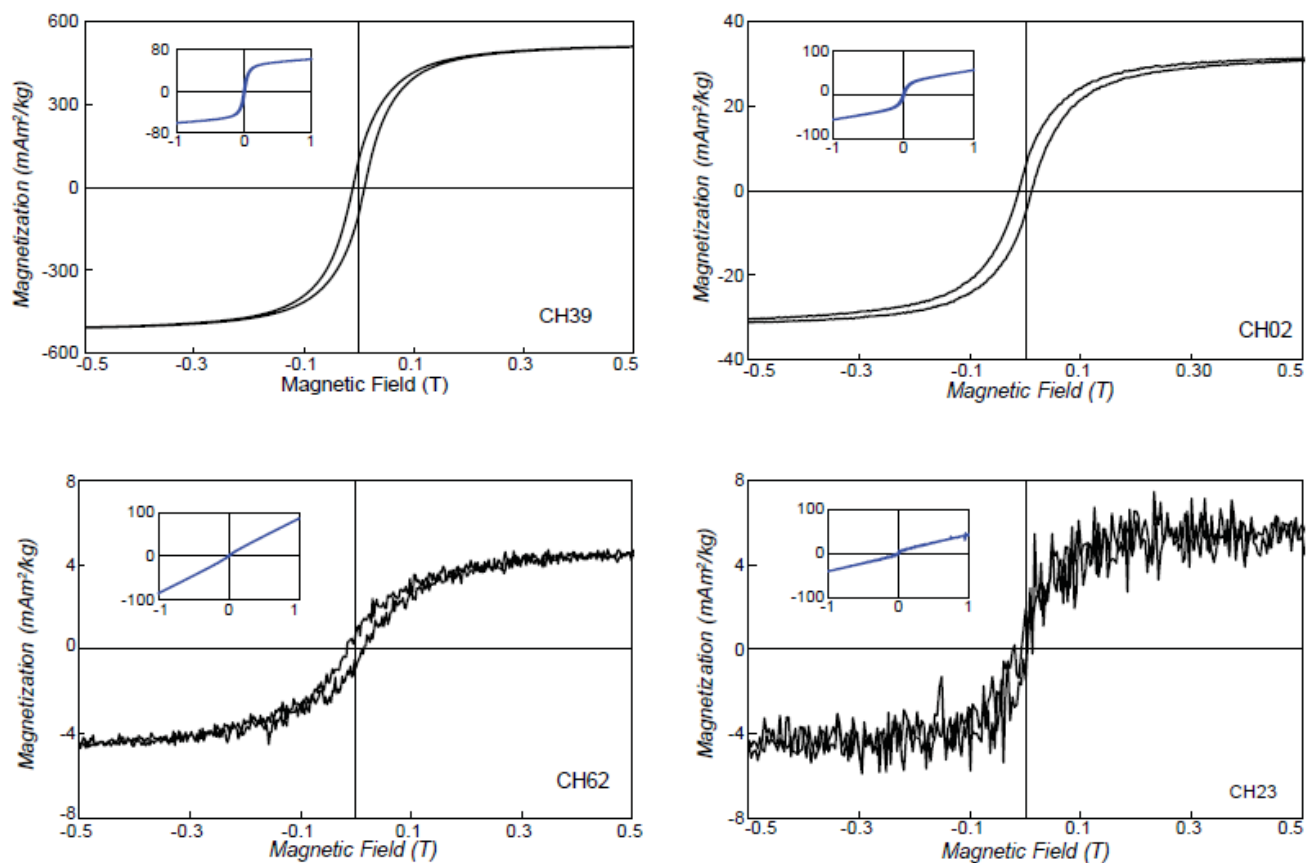 600
300
0
-300
-600
Magnetization (mAm²/kg)
80
0
-80
-1 0 1
CH39
-0.5 -0.3 -0.1 0.1 0.3 0.5
Magnetic Field (T)
40
20
0
-20
-40
Magnetization (mAm²/kg)
100
0
-100
-1 0 1
CH02
-0.5 -0.3 -0.1 0.1 0.30 0.5
Magnetic Field (T)
8
4
0
-4
-8
Magnetization (mAm²/kg)
100
0
-100
-1 0 1
CH62
-0.5 -0.3 -0.1 0.1 0.3 0.5
Magnetic Field (T)
8
4
0
-4
-8
Magnetization (mAm²/kg)
100
0
-100
-1 0 1
CH23
-0.5 -0.3 -0.1 0.1 0.3 0.5
Magnetic Field (T)